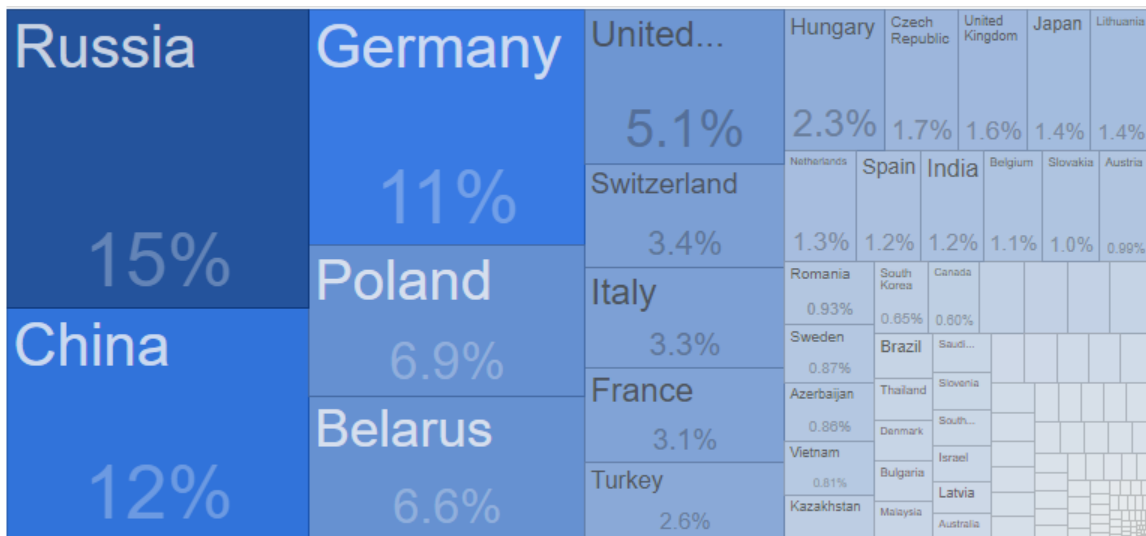 Russia
15%
China
12%
Germany
11%
Poland
6.9%
Belarus
6.6%
United...
5.1%
Switzerland
3.4%
Italy
3.3%
France
3.1%
Turkey
2.6%
Hungary
2.3%
Czech
Republic
1.7%
United
Kingdom
1.6%
Japan
1.4%
Lithuania
1.4%
Netherlands
1.3%
Spain
1.2%
India
1.2%
Belgium
1.1%
Slovakia
1.0%
Austria
0.99%
Romania
0.93%
Sweden
0.87%
Azerbaijan
0.86%
Vietnam
0.81%
Kazakhstan
South
Korea
0.65%
Canada
0.60%
Brazil
Thailand
Denmark
Bulgaria
Malaysia
Saudi...
Slovenia
South...
Israel
Latvia
Australia